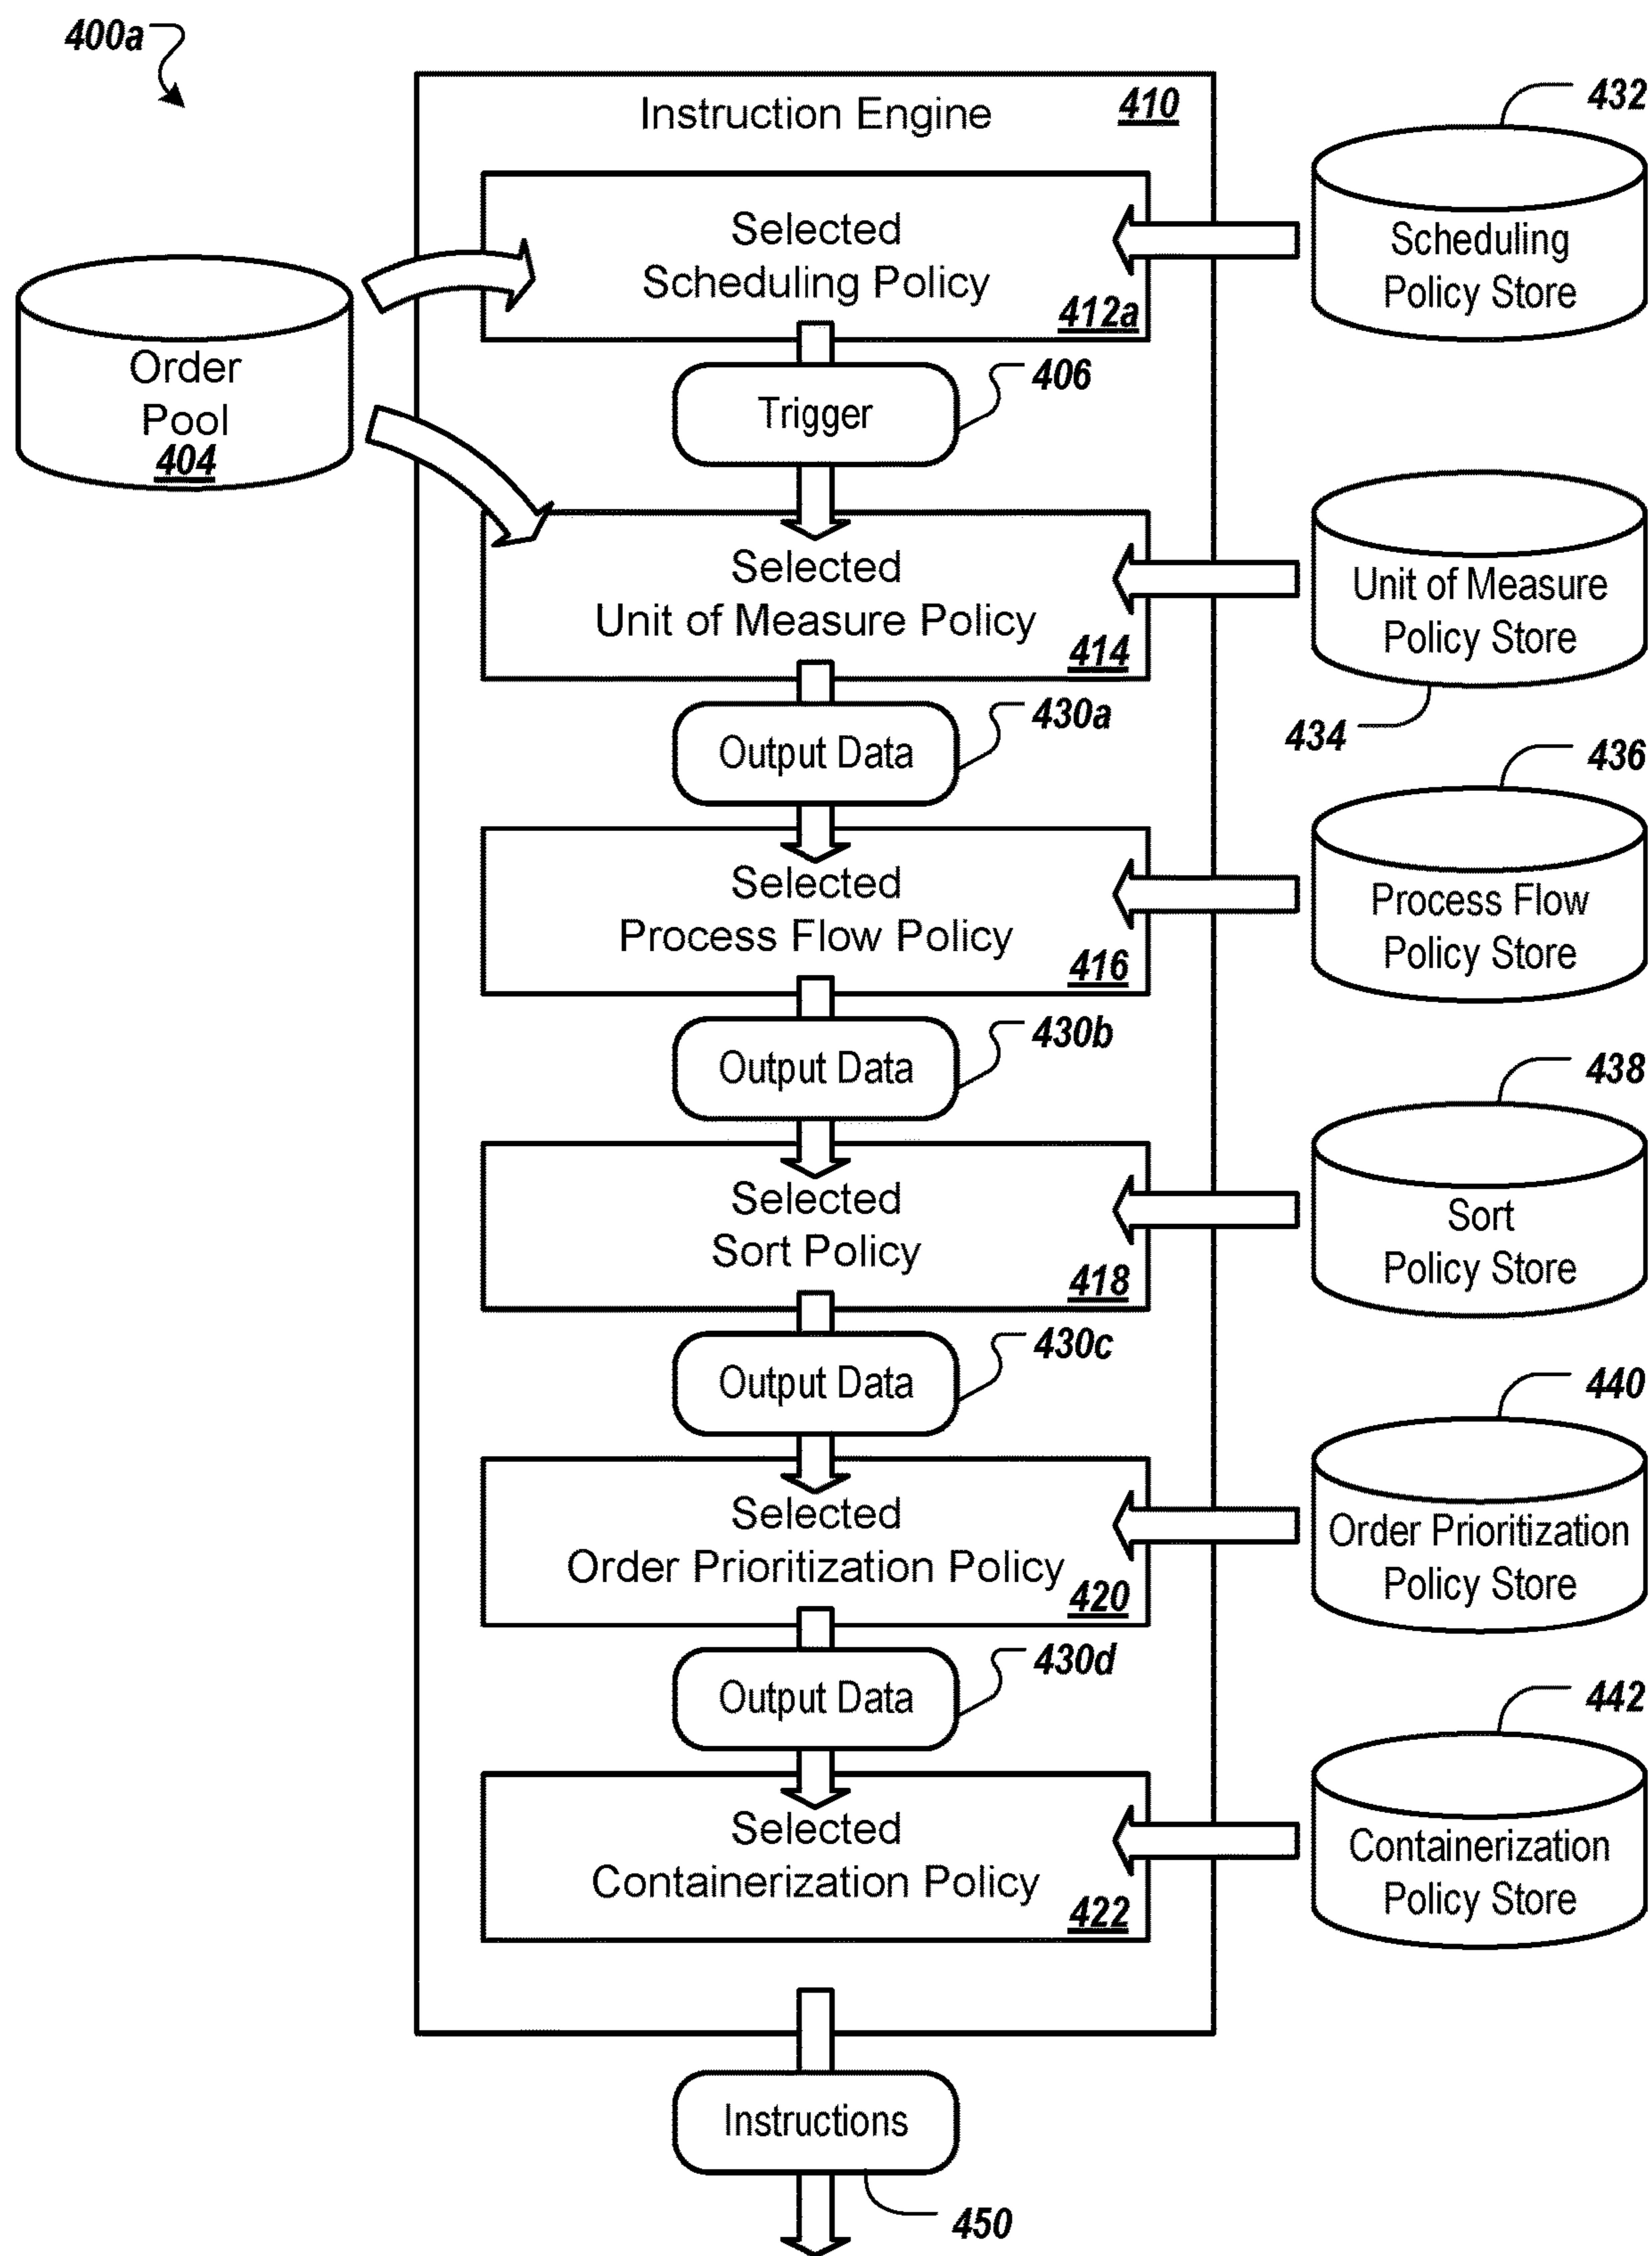 400a
Instruction Engine
410
432
Selected
Scheduling Policy
412a
Scheduling
Policy Store
Order
Pool
404
Trigger
406
Selected
Unit of Measure Policy
414
Unit of Measure
Policy Store
434
Output Data
430a
436
Selected
Process Flow Policy
416
Process Flow
Policy Store
Output Data
430b
438
Selected
Sort Policy
418
Sort
Policy Store
Output Data
430c
440
Selected
Order Prioritization Policy
420
Order Prioritization
Policy Store
Output Data
430d
442
Selected
Containerization Policy
422
Containerization
Policy Store
Instructions
450